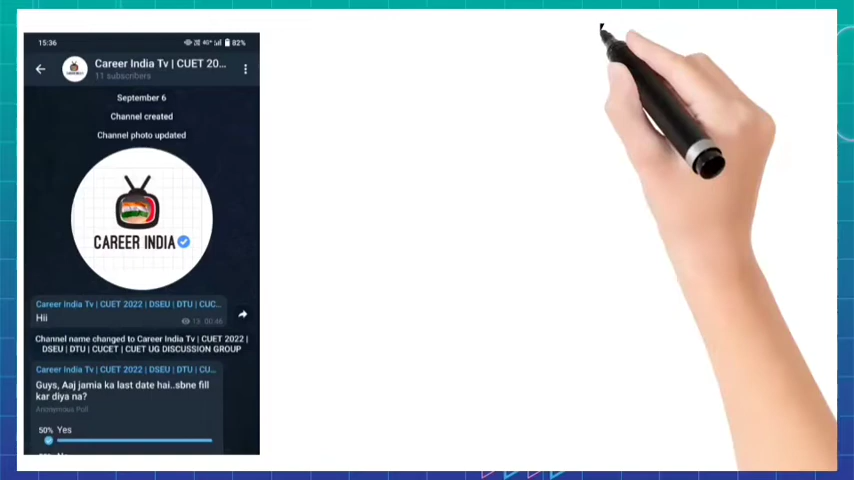 15:36
4G+ 82%
Career India Tv | CUET 20...
11 subscribers
September 6
Channel created
Channel photo updated
CAREER INDIA
Career India Tv | CUET 2022 | DSEU | DTU | CUC...
Hii
13 00:46
Channel name changed to Career India Tv | CUET 2022 |
DSEU | DTU | CUCET | CUET UG DISCUSSION GROUP
Career India Tv | CUET 2022 | DSEU | DTU | CU...
Guys, Aaj jamia ka last date hai..sbne fill
kar diya na?
Anonymous Poll
50% Yes